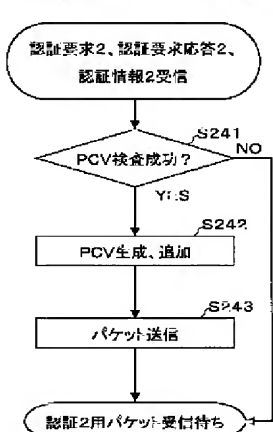 認証要求2、認証要求応答2、
認証情報2受信
S241
PCV検査成功？
NO
YES
S242
PCV生成、追加
S243
パケット送信
認証2用パケット受信待ち